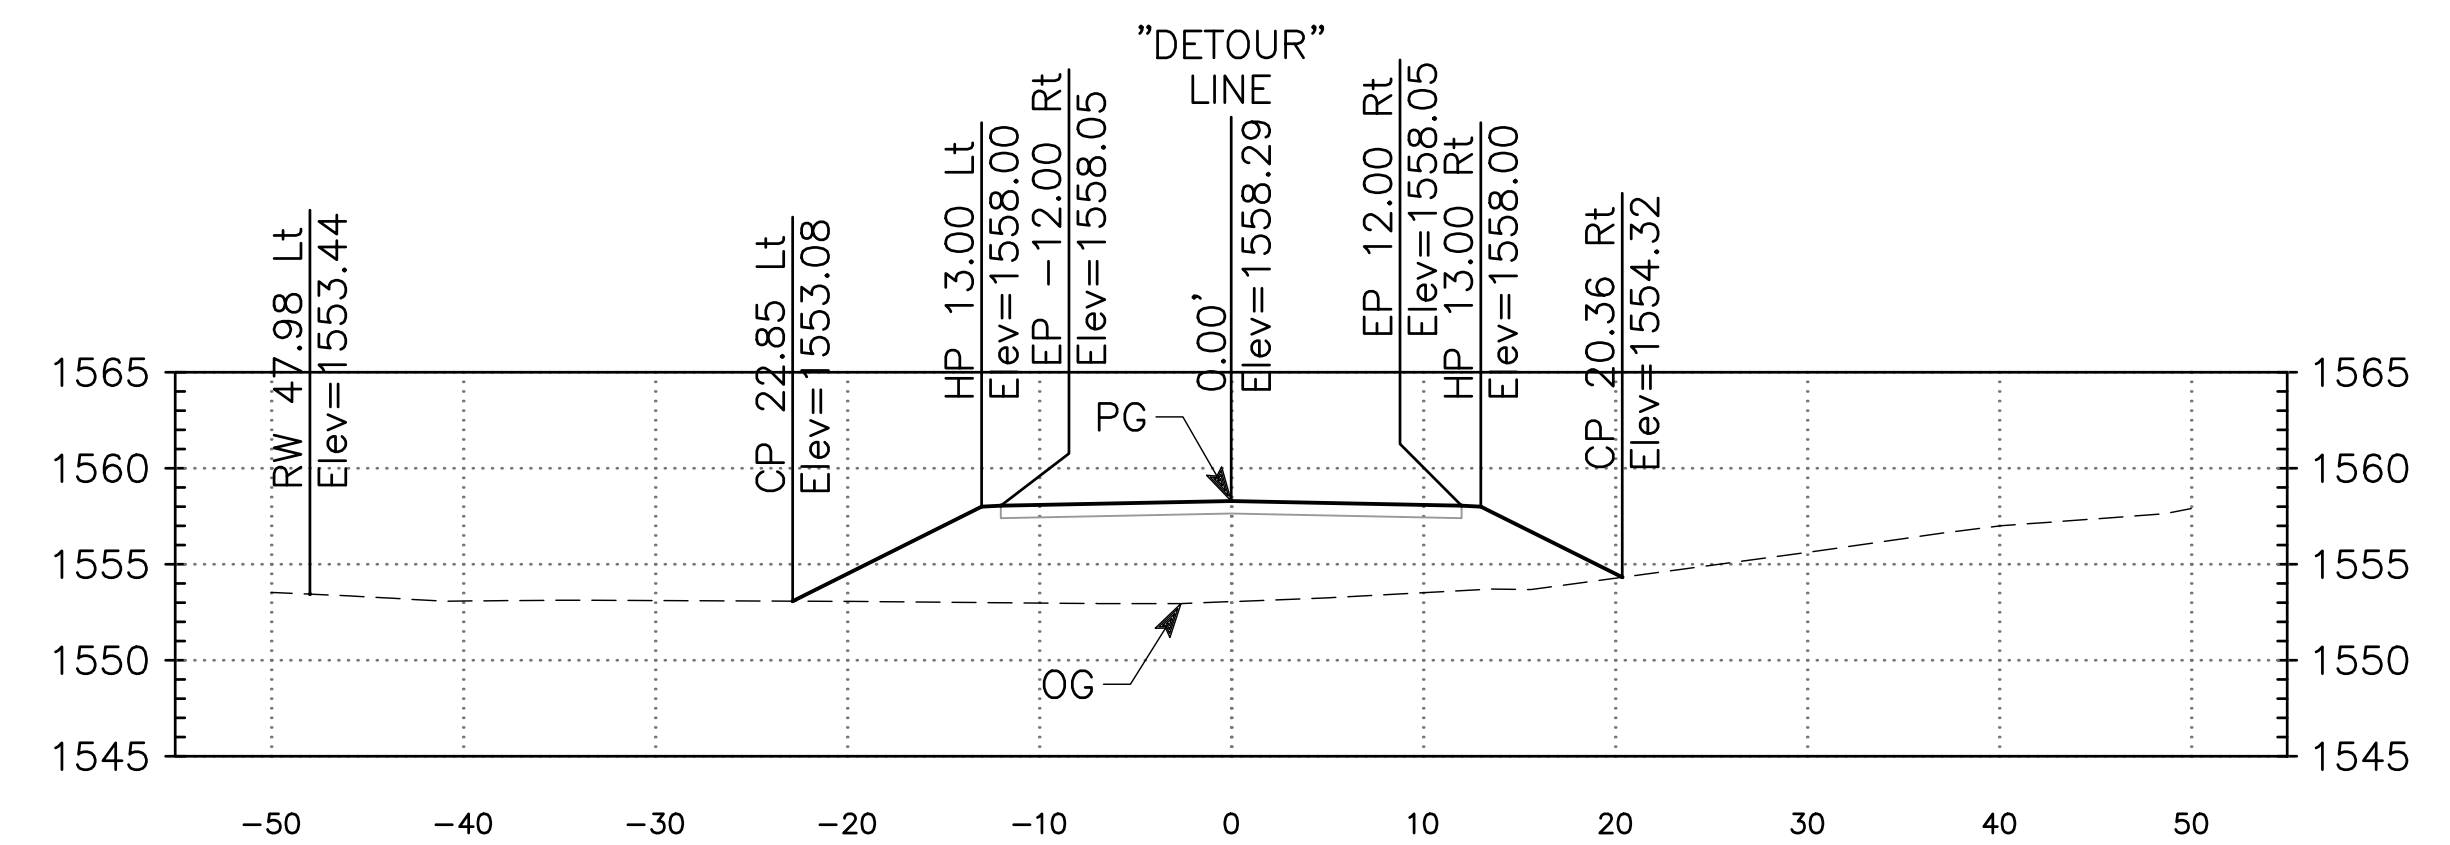 ”DETOUR”
LINE
RW 47.98 Lt
Elev=1553.44
CP 22.85 Lt
Elev=1553.08
HP 13.00 Lt
Elev=1558.00
EP −12.00 Rt
Elev=1558.05
0.00’
Elev=1558.29
EP 12.00 Rt
Elev=1558.05
HP 13.00 Rt
Elev=1558.00
CP 20.36 Rt
Elev=1554.32
1565
1565
PG
1560
1560
1555
1555
1550
1550
OG
1545
1545
−50 −40 −30 −20 −10 0 10 20 30 40 50